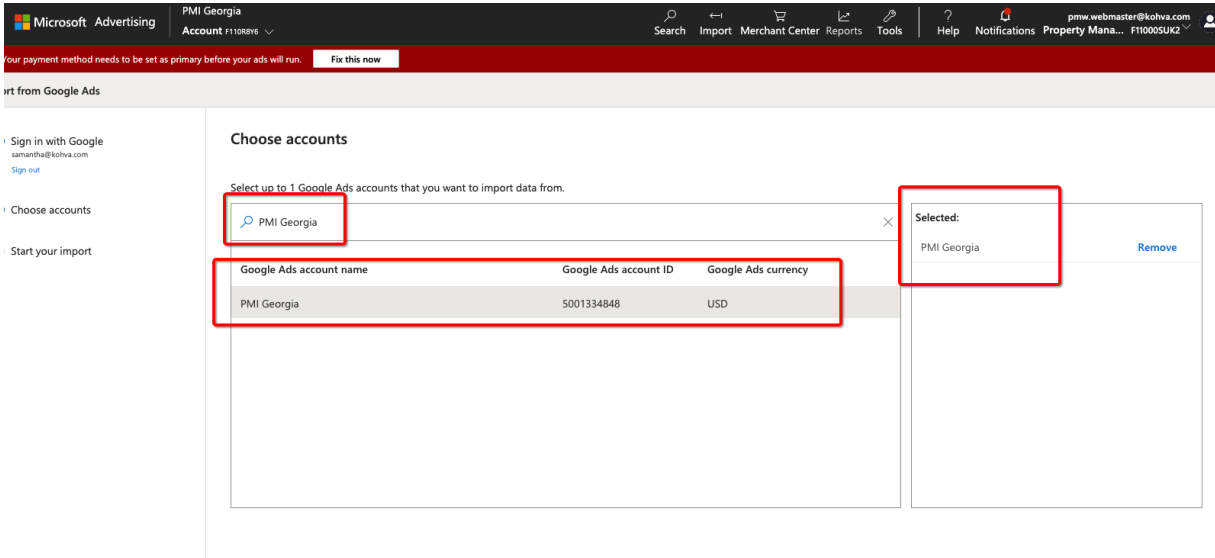 Microsoft Advertising
PMI Georgia
Account F110R8Y6
Search Import Merchant Center Reports Tools
Help Notifications
pmw.webmaster@kohva.com
Property Mana... F11000SUK2
Your payment method needs to be set as primary before your ads will run. Fix this now
ort from Google Ads
Sign in with Google
samantha@kohva.com
Sign out
Choose accounts
Start your import
Choose accounts
Select up to 1 Google Ads accounts that you want to import data from.
PMI Georgia
Google Ads account name Google Ads account ID Google Ads currency
PMI Georgia 5001334848 USD
Selected:
PMI Georgia Remove